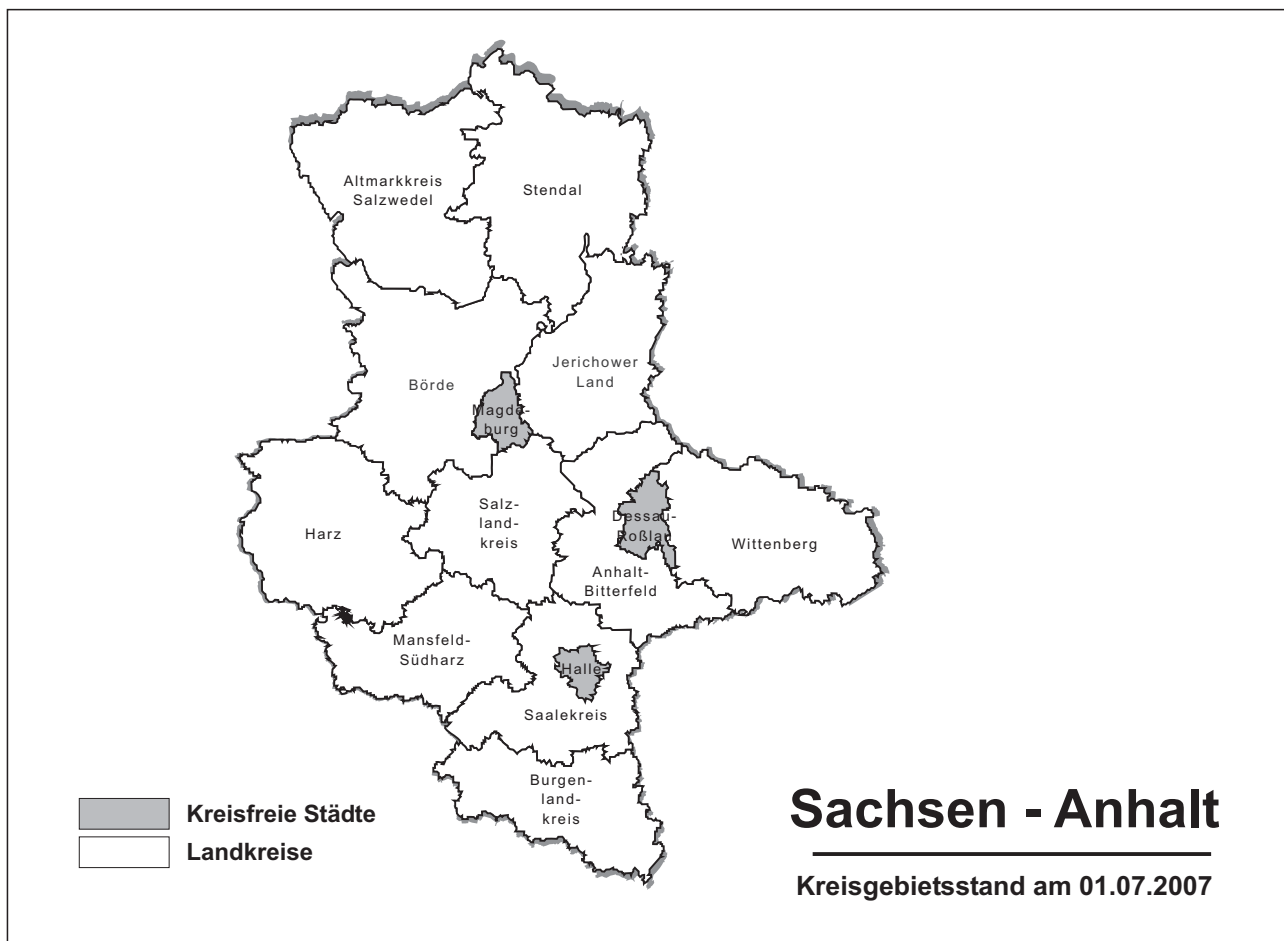 Altmarkkreis
Salzwedel
Stendal
Jerichower
Land
Börde
Magde-
burg
Salz-
land-
kreis
Harz
Dessau-
Roßlau
Wittenberg
Anhalt-
Bitterfeld
Mansfeld-
Südharz
Halle
Saalekreis
Burgen-
land-
kreis
Kreisfreie Städte
Landkreise
Sachsen - Anhalt
Kreisgebietsstand am 01.07.2007